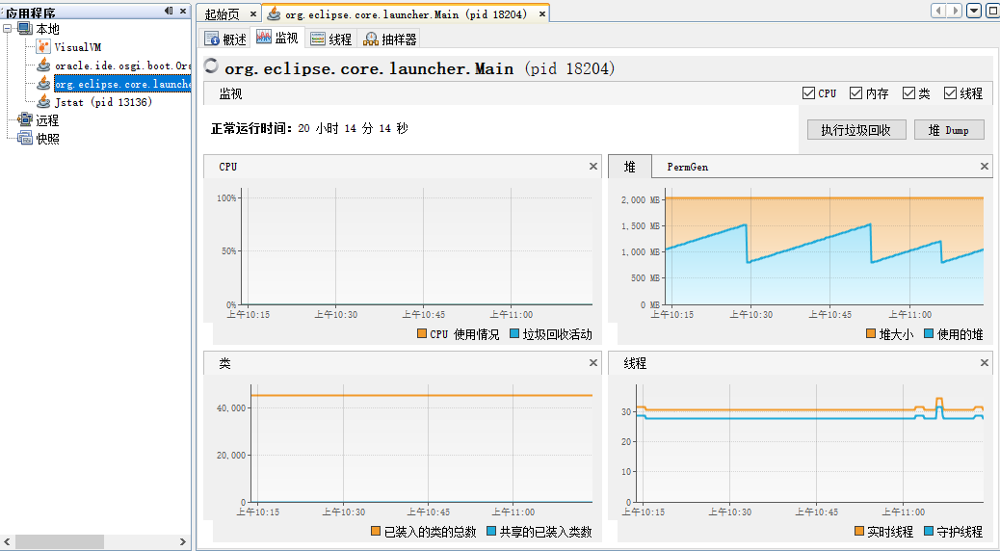 应用程序
本地
VisualVM
oracle.ide.osgi.boot.Ora
org.eclipse.core.launche
Jstat (pid 13136)
远程
快照
起始页
org.eclipse.core.launcher.Main (pid 18204)
概述 监视 线程 抽样器
org.eclipse.core.launcher.Main (pid 18204)
监视
CPU 内存 类 线程
正常运行时间: 20 小时 14 分 14 秒
执行垃圾回收 堆 Dump
CPU
100%
50%
0%
上午10:15 上午10:30 上午10:45 上午11:00
CPU 使用情况 垃圾回收活动
堆 PermGen
2,000 MB
1,500 MB
1,000 MB
500 MB
0 MB
上午10:15 上午10:30 上午10:45 上午11:00
堆大小 使用的堆
类
40,000
20,000
0
上午10:15 上午10:30 上午10:45 上午11:00
已装入的类的总数 共享的已装入类数
线程
30
20
10
0
上午10:15 上午10:30 上午10:45 上午11:00
实时线程 守护线程